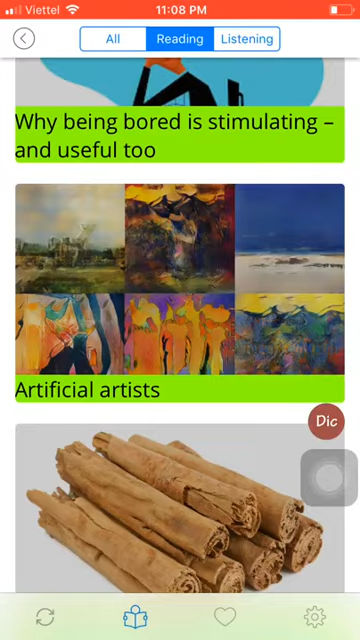 Viettel 11:08 PM
All Reading Listening
Why being bored is stimulating –
and useful too
Artificial artists
Dic